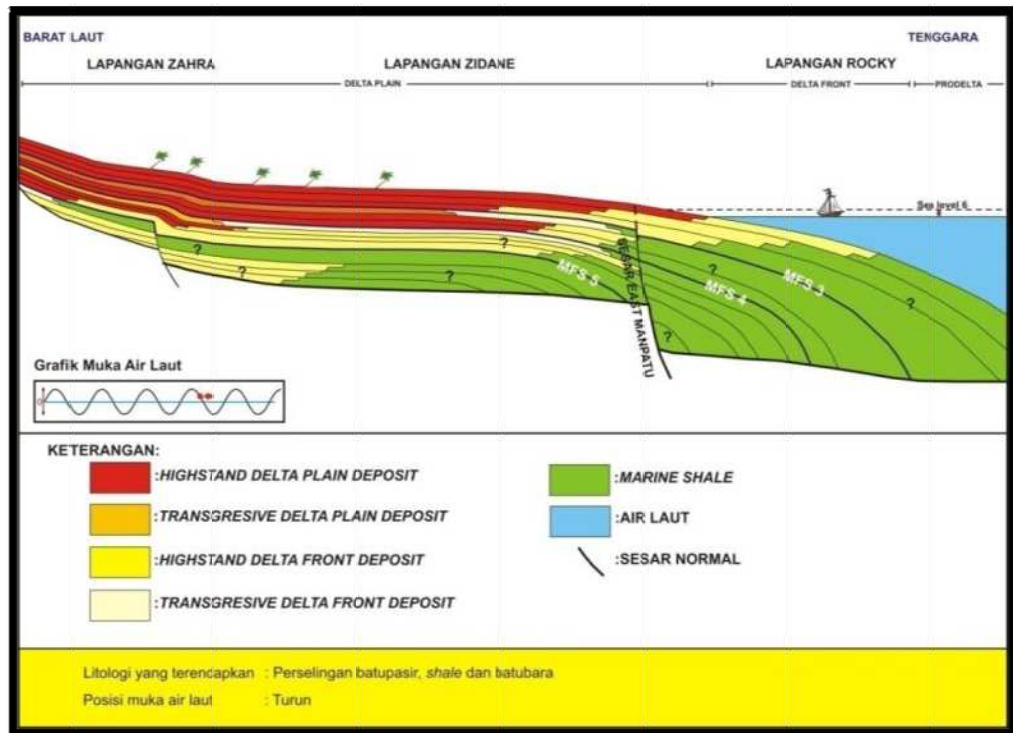 BARAT LAUT
TENGGARA
LAPANGAN ZAHRA
LAPANGAN ZIDANE
LAPANGAN ROCKY
DELTA PLAIN
DELTA FRONT
PRODELTA
Sea level 6
?
?
?
?
?
?
?
?
MFS 5
SESAR EAST MANPATU
MFS 4
MFS 3
Grafik Muka Air Laut
0
KETERANGAN:
:HIGHSTAND DELTA PLAIN DEPOSIT
:TRANSGRESIVE DELTA PLAIN DEPOSIT
:HIGHSTAND DELTA FRONT DEPOSIT
:TRANSGRESIVE DELTA FRONT DEPOSIT
:MARINE SHALE
:AIR LAUT
:SESAR NORMAL
Litologi yang terendapkan : Perselingan batupasir, shale dan batubara
Posisi muka air laut : Turun